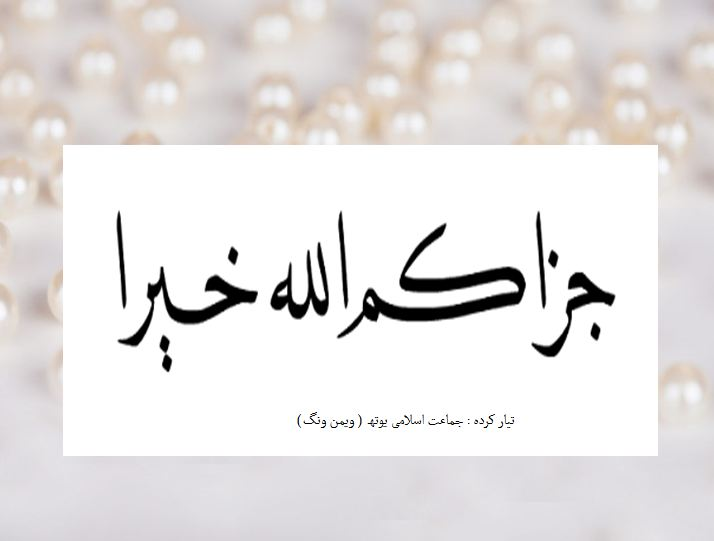 جزاكم الله خيرا
تیار کردہ : جماعت اسلامی یوتھ ( ویمن ونگ )